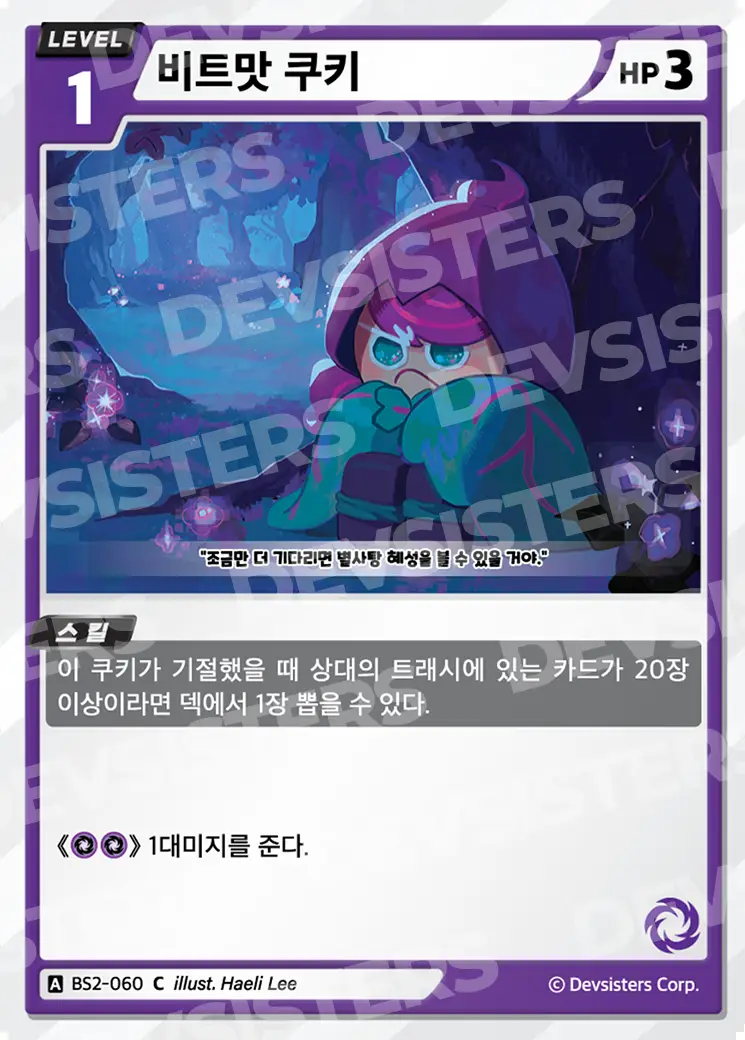 LEVEL
1
비트맛 쿠키
HP 3
"조금만 더 기다리면 별사탕 혜성을 볼 수 있을 거야."
스킬
이 쿠키가 기절했을 때 상대의 트래시에 있는 카드가 20장
이상이라면 덱에서 1장 뽑을 수 있다.
《》 1대미지를 준다.
A BS2-060 C illust. Haeli Lee
© Devsisters Corp.
DEVSISTERS